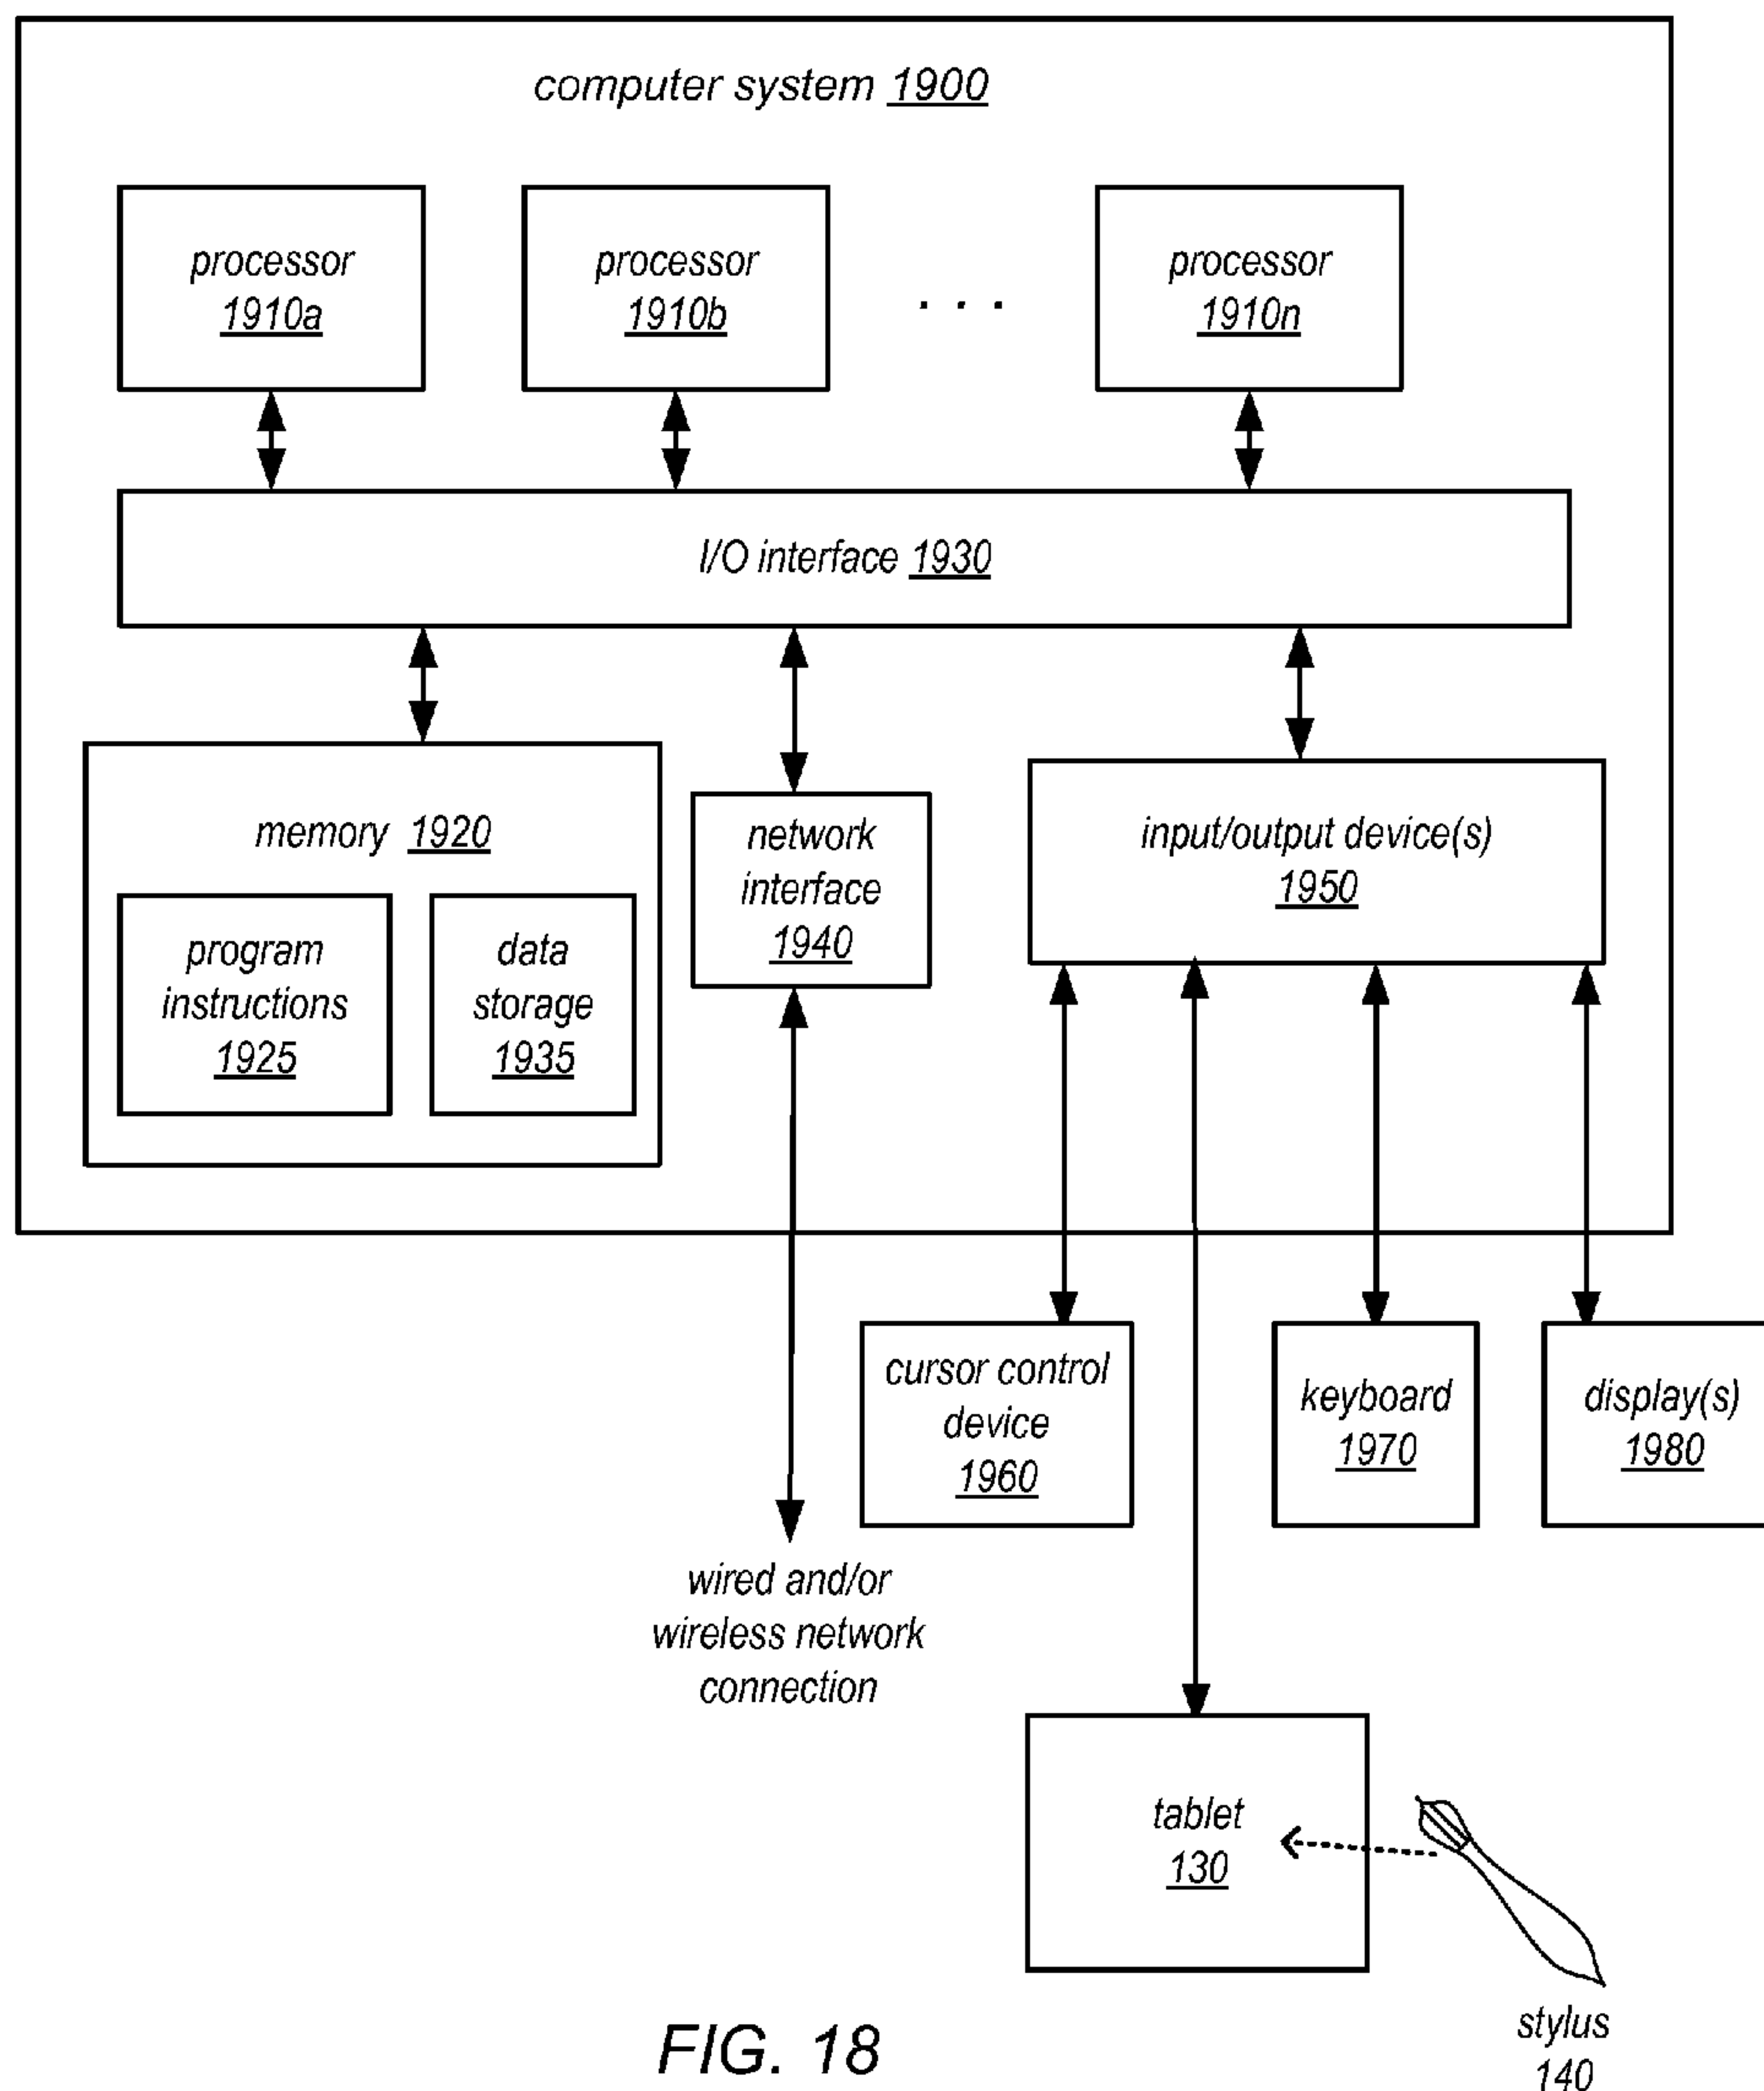 computer system 1900
processor
1910a
processor
1910b
. . .
processor
1910n
I/O interface 1930
memory 1920
program
instructions
1925
data
storage
1935
network
interface
1940
input/output device(s)
1950
cursor control
device
1960
keyboard
1970
display(s)
1980
wired and/or
wireless network
connection
tablet
130
stylus
140
FIG. 18